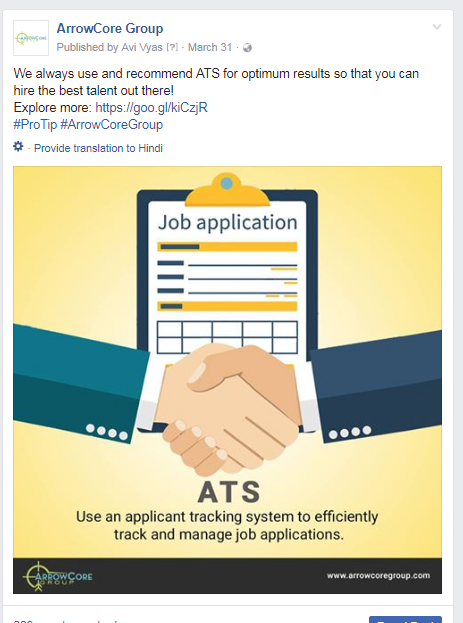 ArrowCore Group
Published by Avi Vyas [?] · March 31 ·
We always use and recommend ATS for optimum results so that you can
hire the best talent out there!
Explore more: https://goo.gl/kiCzjR
#ProTip #ArrowCoreGroup
· Provide translation to Hindi
Job application
ATS
Use an applicant tracking system to efficiently
track and manage job applications.
ARROWCORE
GROUP
www.arrowcoregroup.com